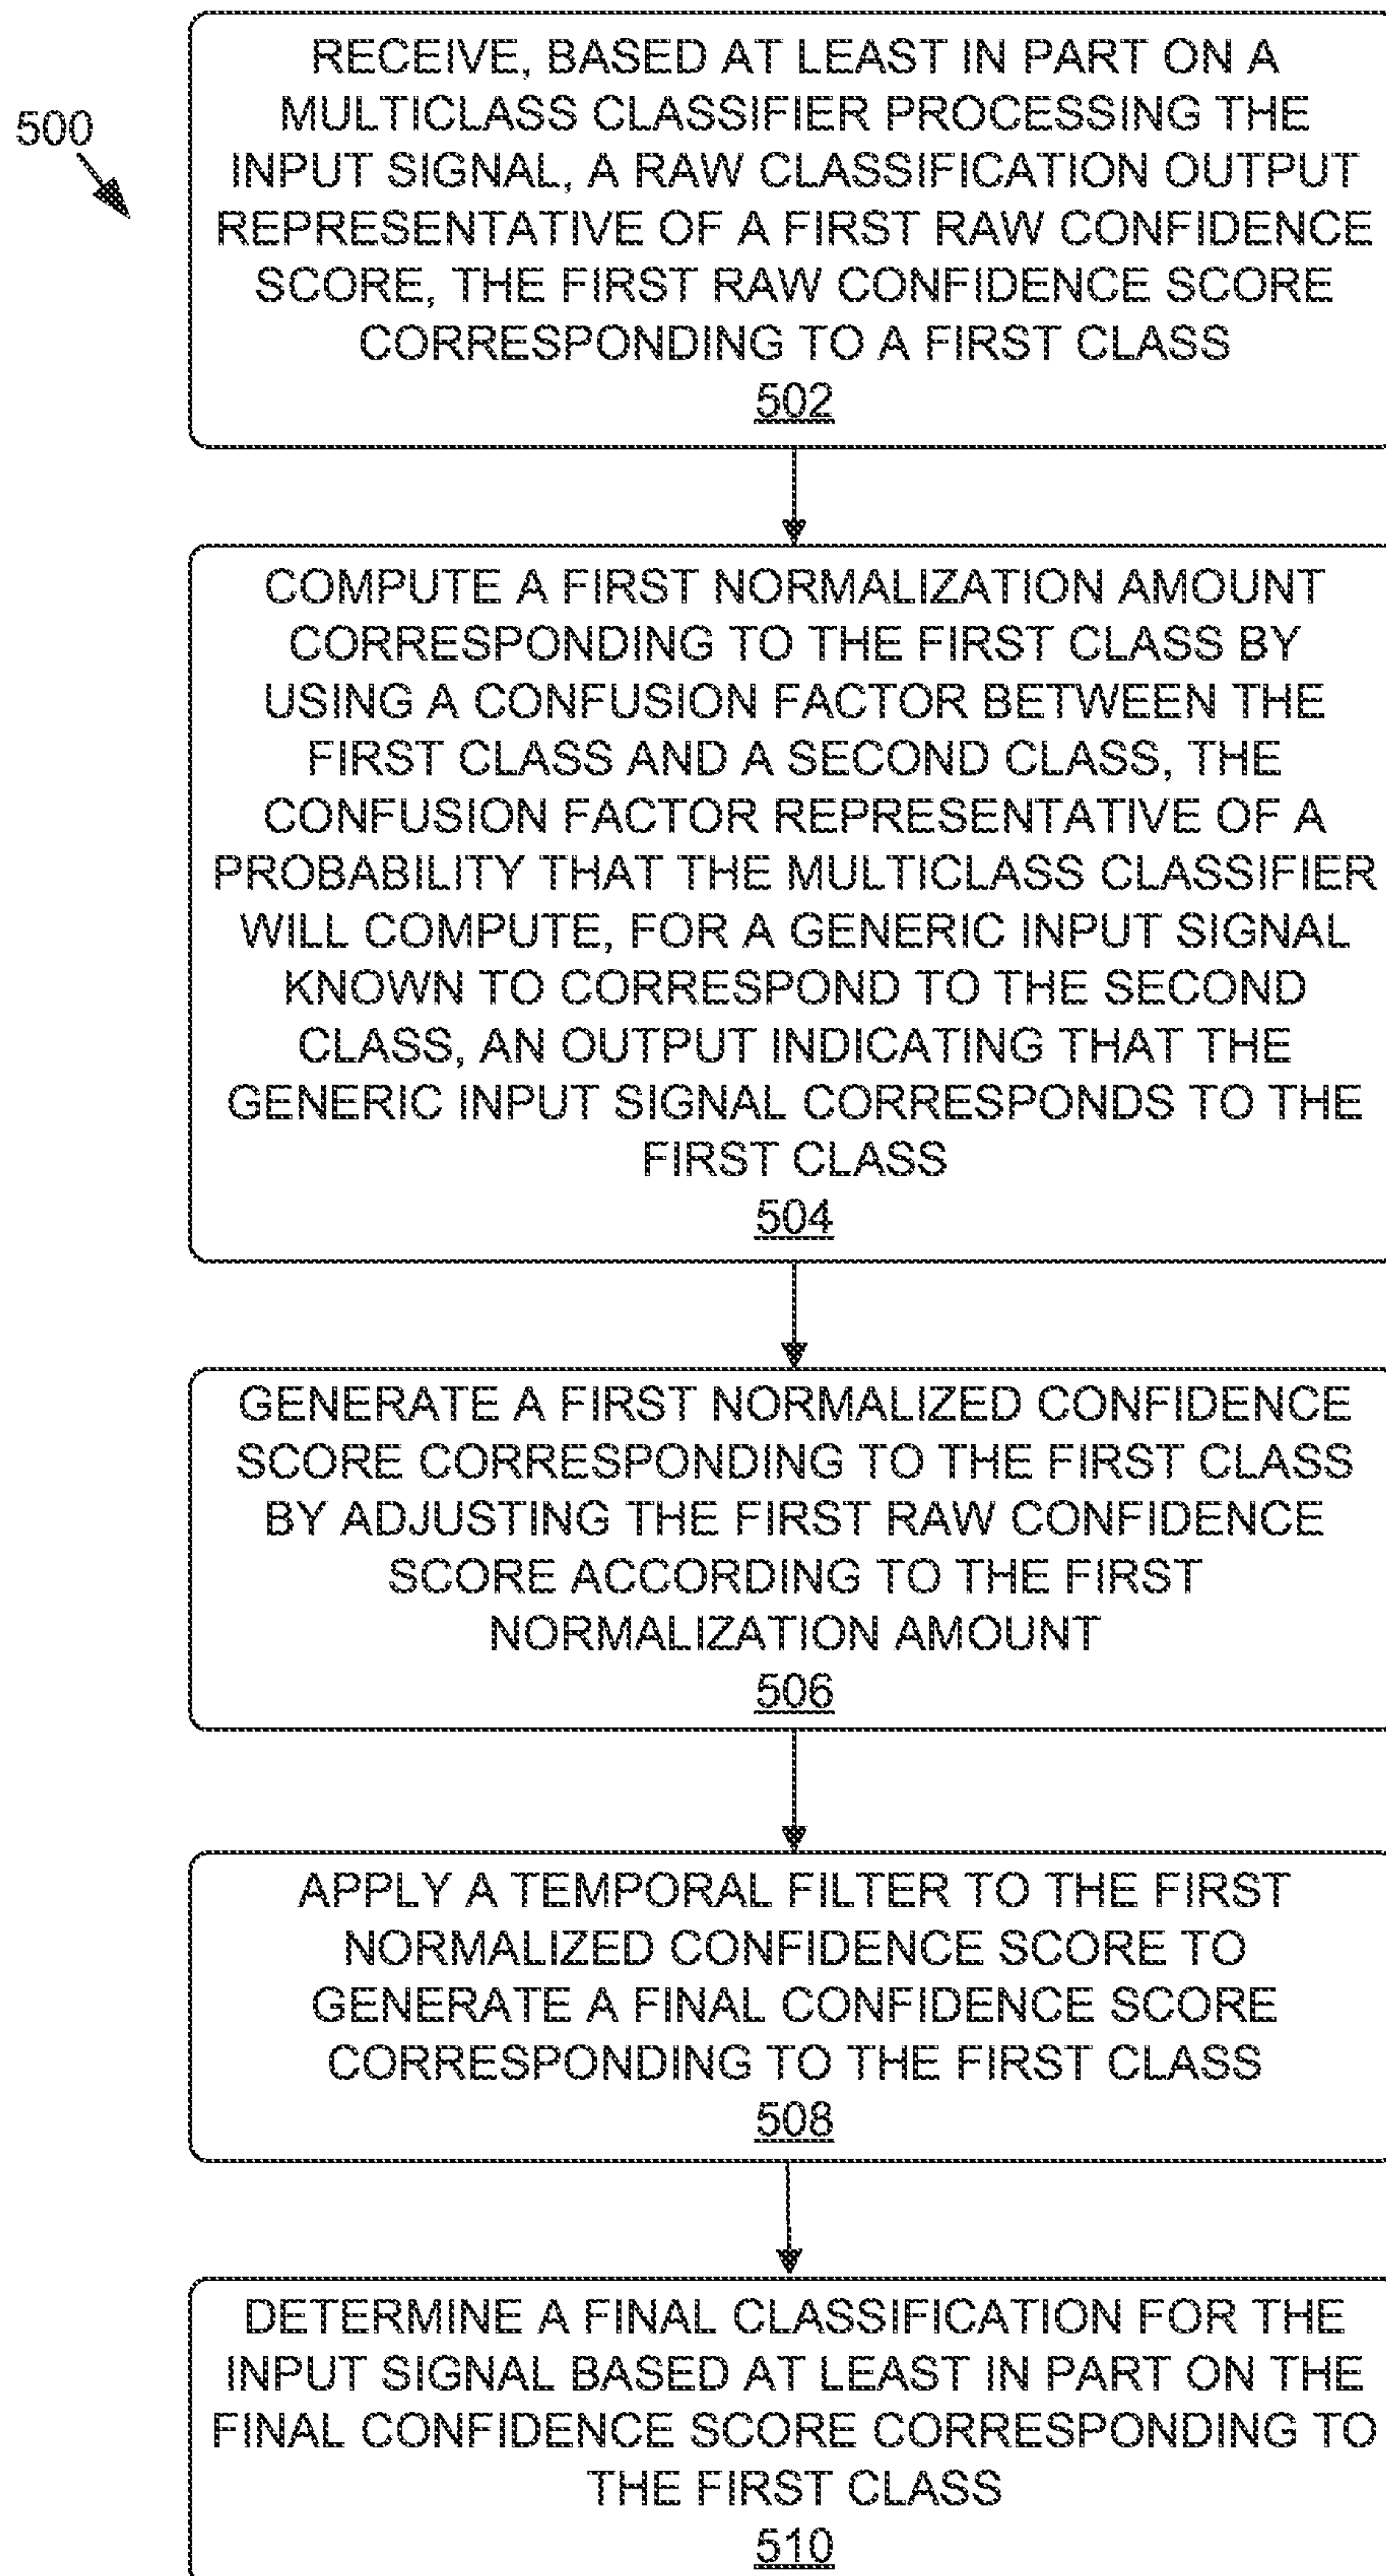 500
RECEIVE, BASED AT LEAST IN PART ON A
MULTICLASS CLASSIFIER PROCESSING THE
INPUT SIGNAL, A RAW CLASSIFICATION OUTPUT
REPRESENTATIVE OF A FIRST RAW CONFIDENCE
SCORE, THE FIRST RAW CONFIDENCE SCORE
CORRESPONDING TO A FIRST CLASS
502
COMPUTE A FIRST NORMALIZATION AMOUNT
CORRESPONDING TO THE FIRST CLASS BY
USING A CONFUSION FACTOR BETWEEN THE
FIRST CLASS AND A SECOND CLASS, THE
CONFUSION FACTOR REPRESENTATIVE OF A
PROBABILITY THAT THE MULTICLASS CLASSIFIER
WILL COMPUTE, FOR A GENERIC INPUT SIGNAL
KNOWN TO CORRESPOND TO THE SECOND
CLASS, AN OUTPUT INDICATING THAT THE
GENERIC INPUT SIGNAL CORRESPONDS TO THE
FIRST CLASS
504
GENERATE A FIRST NORMALIZED CONFIDENCE
SCORE CORRESPONDING TO THE FIRST CLASS
BY ADJUSTING THE FIRST RAW CONFIDENCE
SCORE ACCORDING TO THE FIRST
NORMALIZATION AMOUNT
506
APPLY A TEMPORAL FILTER TO THE FIRST
NORMALIZED CONFIDENCE SCORE TO
GENERATE A FINAL CONFIDENCE SCORE
CORRESPONDING TO THE FIRST CLASS
508
DETERMINE A FINAL CLASSIFICATION FOR THE
INPUT SIGNAL BASED AT LEAST IN PART ON THE
FINAL CONFIDENCE SCORE CORRESPONDING TO
THE FIRST CLASS
510